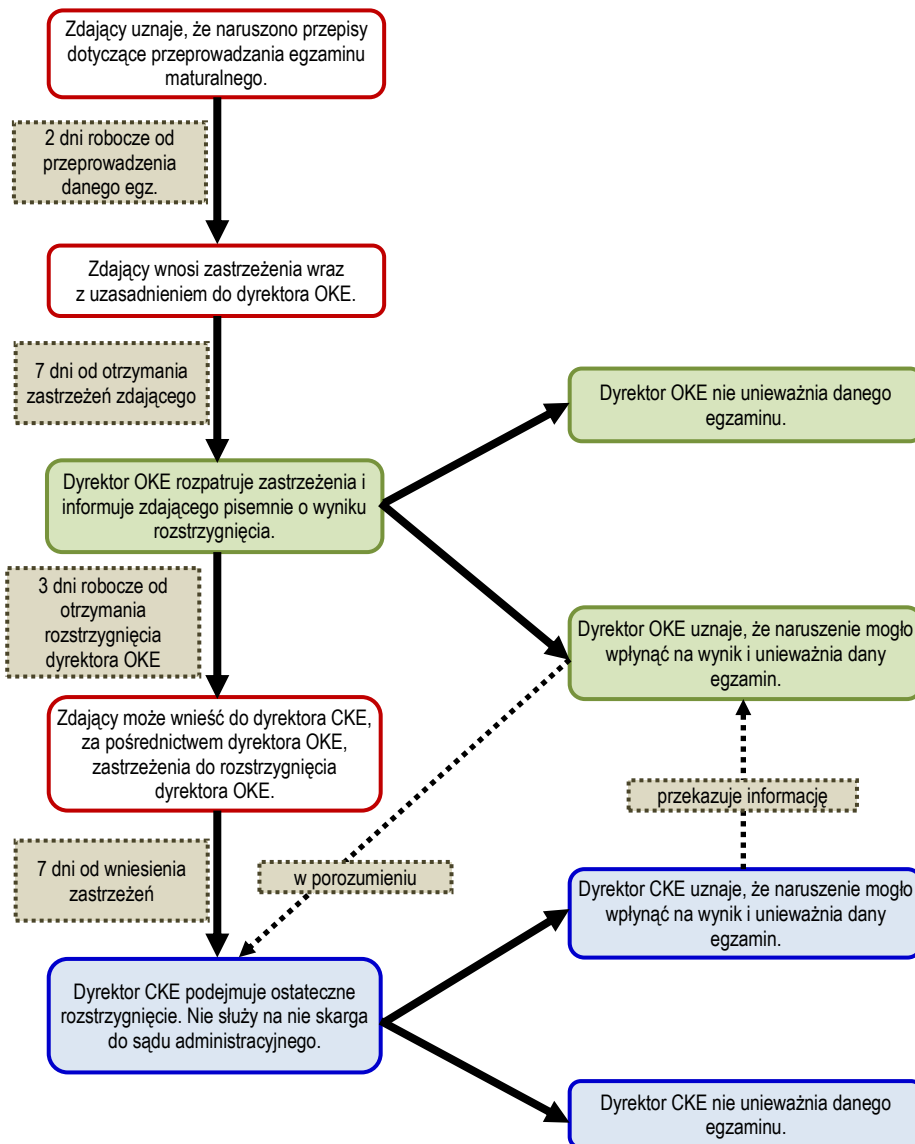 Zdający uznaje, że naruszono przepisy
dotyczące przeprowadzania egzaminu
maturalnego.
2 dni robocze od
przeprowadzenia
danego egz.
Zdający wnosi zastrzeżenia wraz
z uzasadnieniem do dyrektora OKE.
7 dni od otrzymania
zastrzeżeń zdającego
Dyrektor OKE nie unieważnia danego
egzaminu.
Dyrektor OKE rozpatruje zastrzeżenia i
informuje zdającego pisemnie o wyniku
rozstrzygnięcia.
3 dni robocze od
otrzymania
rozstrzygnięcia
dyrektora OKE
Dyrektor OKE uznaje, że naruszenie mogło
wpłynąć na wynik i unieważnia dany
egzamin.
Zdający może wnieść do dyrektora CKE,
za pośrednictwem dyrektora OKE,
zastrzeżenia do rozstrzygnięcia
dyrektora OKE.
przekazuje informację
7 dni od wniesienia
zastrzeżeń
w porozumieniu
Dyrektor CKE uznaje, że naruszenie mogło
wpłynąć na wynik i unieważnia dany
egzamin.
Dyrektor CKE podejmuje ostateczne
rozstrzygnięcie. Nie służy na nie skarga
do sądu administracyjnego.
Dyrektor CKE nie unieważnia danego
egzaminu.